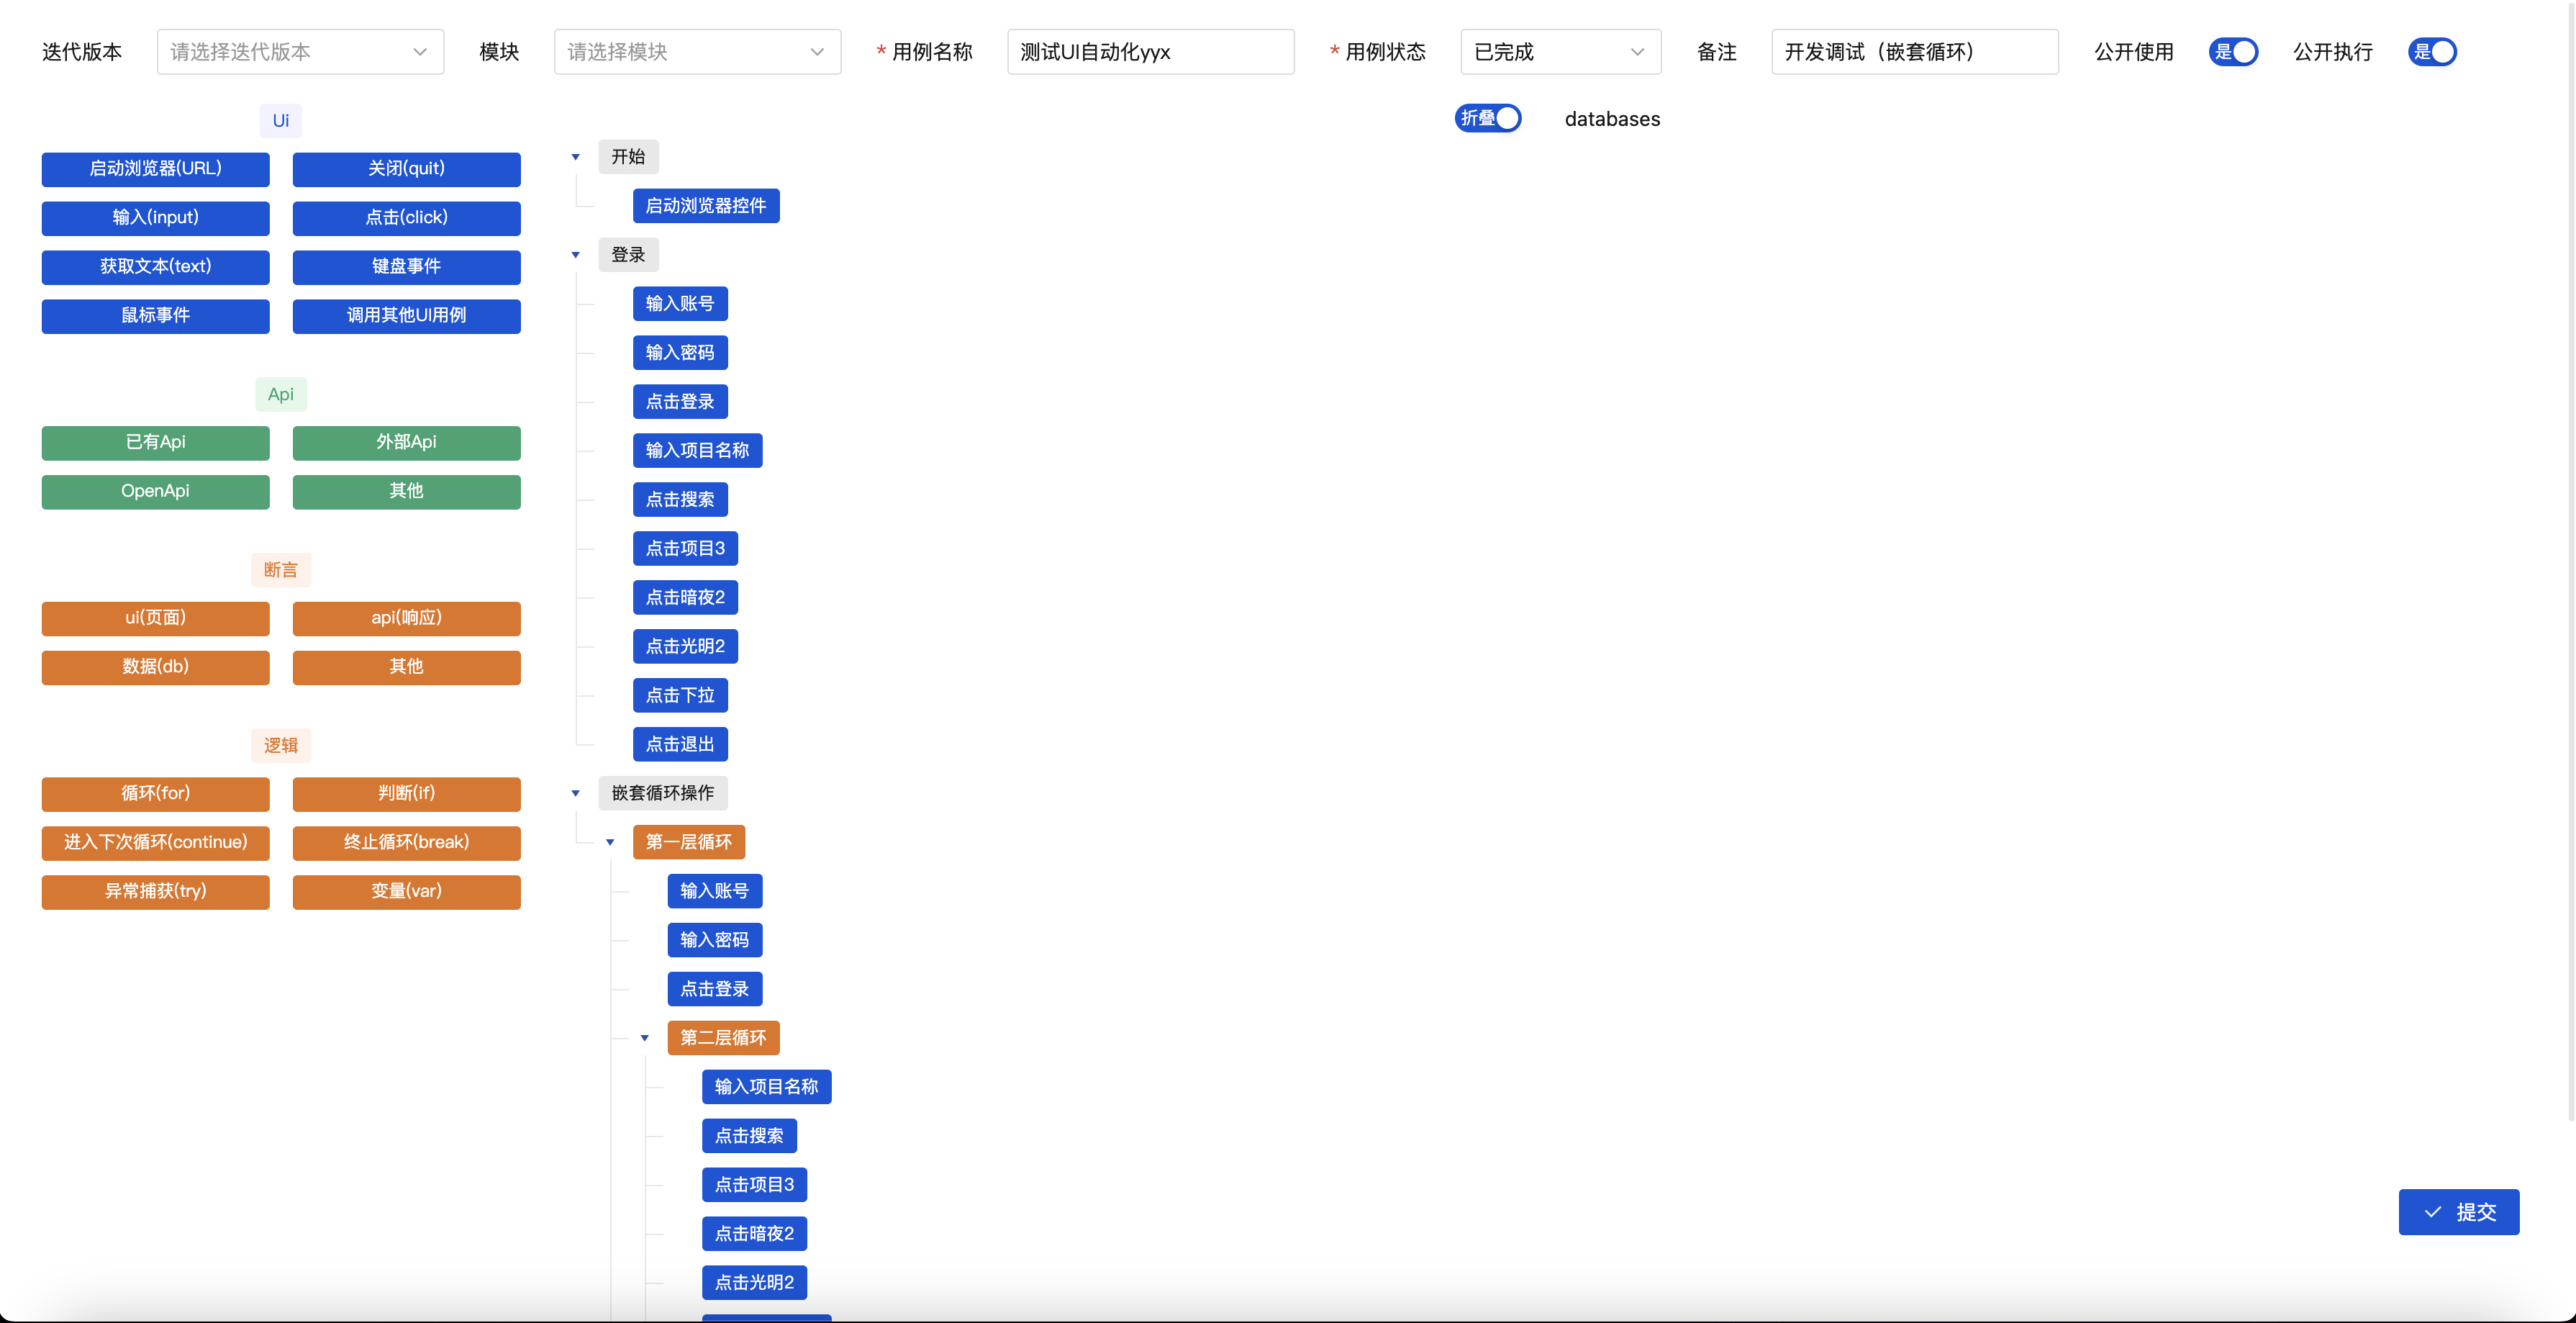 迭代版本 请选择迭代版本 模块 请选择模块 * 用例名称 测试UI自动化yyx * 用例状态 已完成 备注 开发调试（嵌套循环） 公开使用 是 公开执行 是
折叠 databases
Ui
启动浏览器(URL) 关闭(quit)
输入(input) 点击(click)
获取文本(text) 键盘事件
鼠标事件 调用其他UI用例
Api
已有Api 外部Api
OpenApi 其他
断言
ui(页面) api(响应)
数据(db) 其他
逻辑
循环(for) 判断(if)
进入下次循环(continue) 终止循环(break)
异常捕获(try) 变量(var)
开始
启动浏览器控件
登录
输入账号
输入密码
点击登录
输入项目名称
点击搜索
点击项目3
点击暗夜2
点击光明2
点击下拉
点击退出
嵌套循环操作
第一层循环
输入账号
输入密码
点击登录
第二层循环
输入项目名称
点击搜索
点击项目3
点击暗夜2
点击光明2
提交